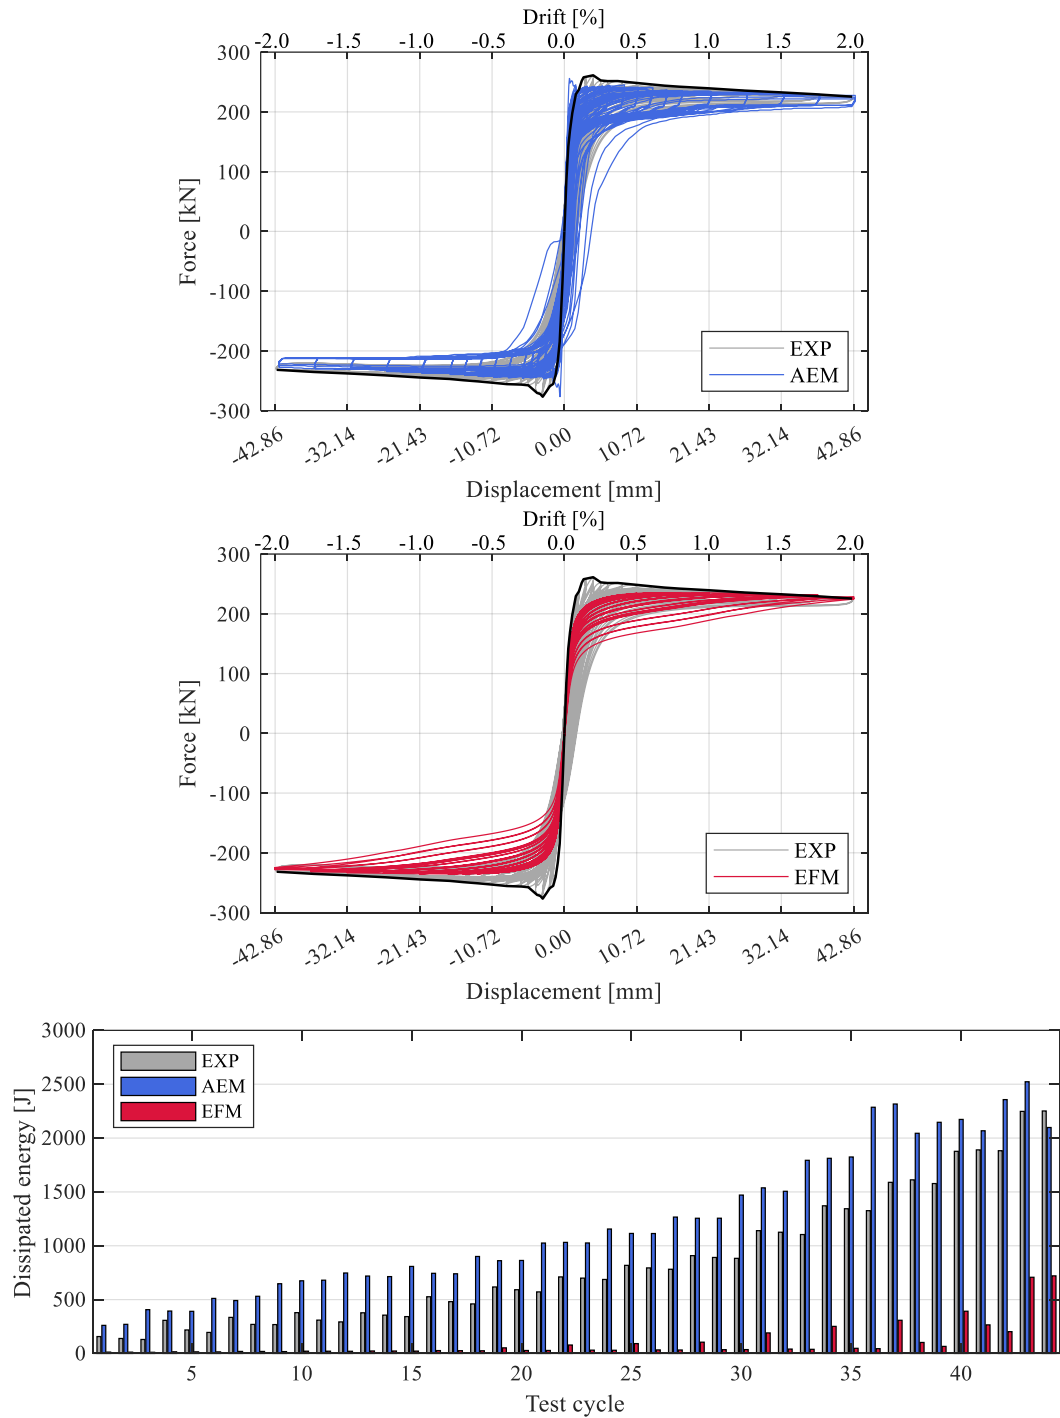 Drift [%]
-2.0 -1.5 -1.0 -0.5 0.0 0.5 1.0 1.5 2.0
300
200
100
0
-100
-200
-300
Force [kN]
EXP
AEM
-42.86 -32.14 -21.43 -10.72 0.00 10.72 21.43 32.14 42.86
Displacement [mm]
Drift [%]
-2.0 -1.5 -1.0 -0.5 0.0 0.5 1.0 1.5 2.0
300
200
100
0
-100
-200
-300
Force [kN]
EXP
EFM
-42.86 -32.14 -21.43 -10.72 0.00 10.72 21.43 32.14 42.86
Displacement [mm]
3000
2500
2000
1500
1000
500
0
Dissipated energy [J]
EXP
AEM
EFM
5 10 15 20 25 30 35 40
Test cycle